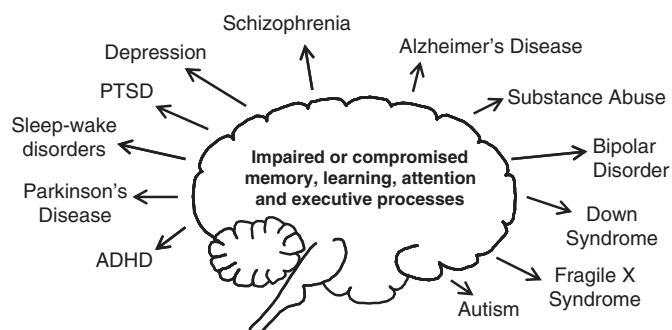 Schizophrenia
Depression
Alzheimer's Disease
PTSD
Substance Abuse
Sleep-wake
disorders
Bipolar
Disorder
Impaired or compromised
memory, learning, attention
and executive processes
Parkinson's
Disease
Down
Syndrome
ADHD
Fragile X
Syndrome
Autism